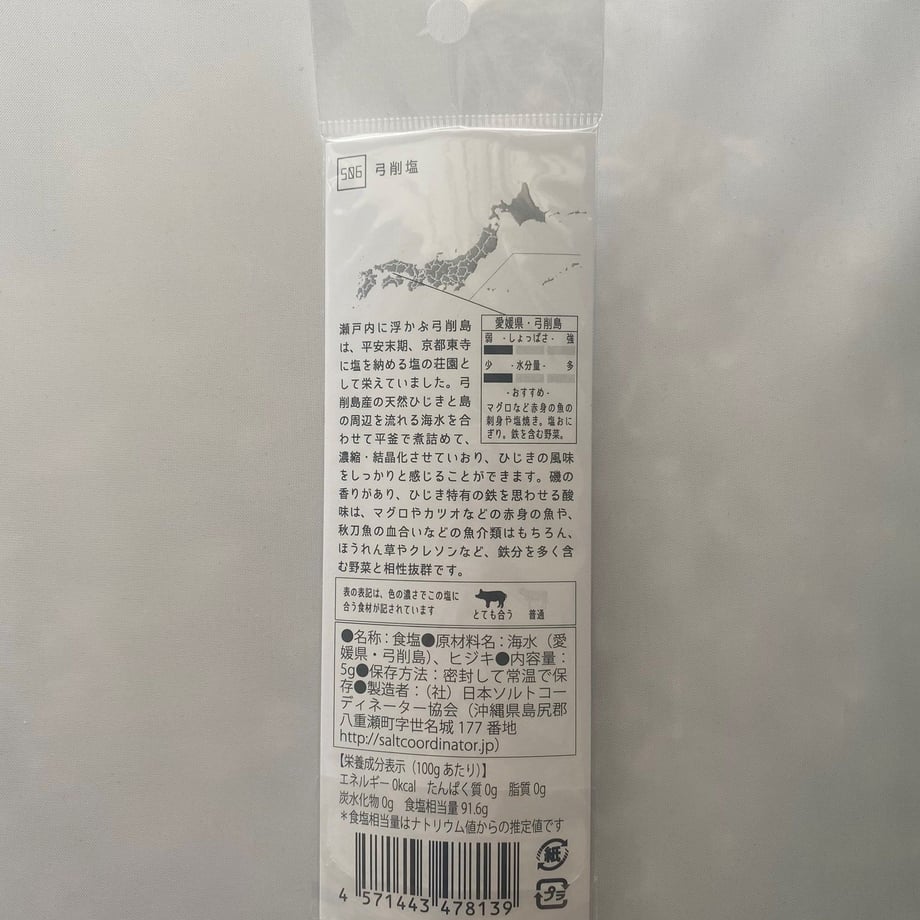 506 弓削塩
瀬戸内に浮かぶ弓削島
は、平安末期、京都東寺
に塩を納める塩の荘園と
して栄えていました。弓
削島産の天然ひじきと島
の周辺を流れる海水を合
わせて平釜で煮詰めて、
濃縮・結晶化させていおり、ひじきの風味
をしっかりと感じることができます。磯の
香りがあり、ひじき特有の鉄を思わせる酸
味は、マグロやカツオなどの赤身の魚や、
秋刀魚の血合いなどの魚介類はもちろん、
ほうれん草やクレソンなど、鉄分を多く含
む野菜と相性抜群です。
愛媛県・弓削島
弱 -しょっぱさ- 強
少 -水分量- 多
-おすすめ-
マグロなど赤身の魚の
刺身や塩焼き。塩おに
ぎり。鉄を含む野菜。
表の表記は、色の濃さでこの塩に
合う食材が記されています
とても合う 普通
●名称：食塩●原材料名：海水（愛
媛県・弓削島）、ヒジキ●内容量：
5g●保存方法：密封して常温で保
存●製造者：（社）日本ソルトコー
ディネーター協会（沖縄県島尻郡
八重瀬町字世名城 177 番地
http://saltcoordinator.jp）
【栄養成分表示（100gあたり）】
エネルギー 0kcal たんぱく質 0g 脂質 0g
炭水化物 0g 食塩相当量 91.6g
＊食塩相当量はナトリウム値からの推定値です
紙
プラ
4 571443 478139